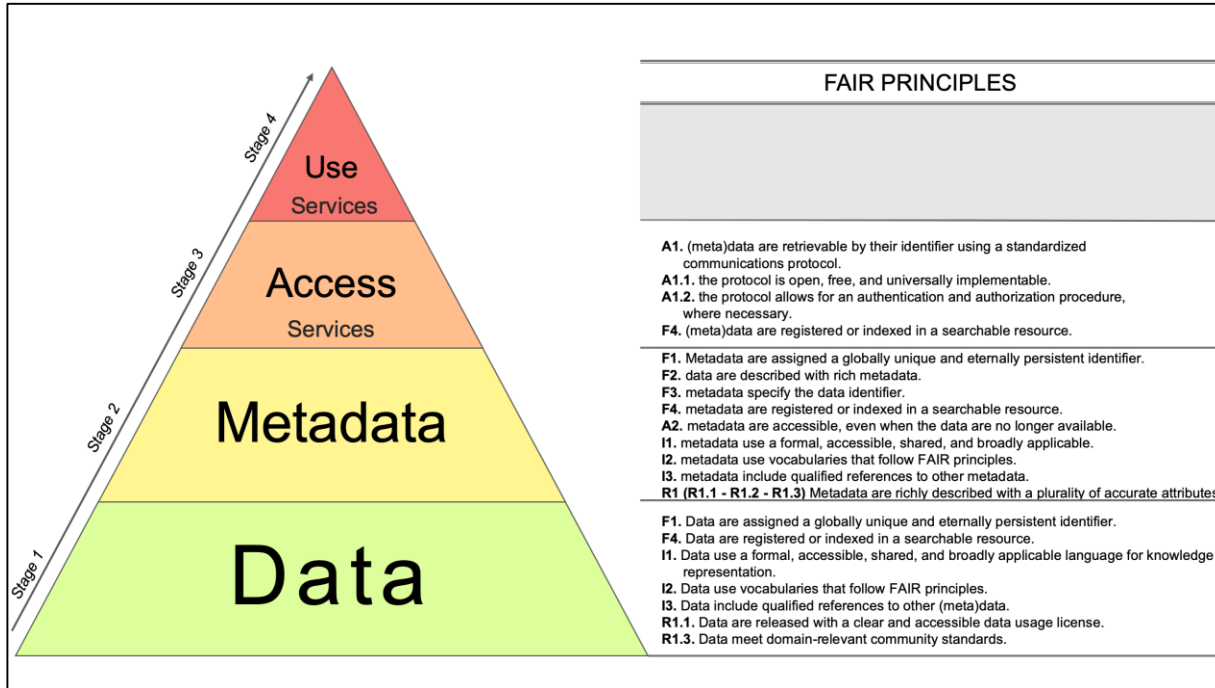 FAIR PRINCIPLES
Stage 4
Use
Services
Stage 3
Access
Services
A1. (meta)data are retrievable by their identifier using a standardized
communications protocol.
A1.1. the protocol is open, free, and universally implementable.
A1.2. the protocol allows for an authentication and authorization procedure,
where necessary.
F4. (meta)data are registered or indexed in a searchable resource.
Stage 2
Metadata
F1. Metadata are assigned a globally unique and eternally persistent identifier.
F2. data are described with rich metadata.
F3. metadata specify the data identifier.
F4. metadata are registered or indexed in a searchable resource.
A2. metadata are accessible, even when the data are no longer available.
I1. metadata use a formal, accessible, shared, and broadly applicable.
I2. metadata use vocabularies that follow FAIR principles.
I3. metadata include qualified references to other metadata.
R1 (R1.1 - R1.2 - R1.3) Metadata are richly described with a plurality of accurate attributes
Stage 1
Data
F1. Data are assigned a globally unique and eternally persistent identifier.
F4. Data are registered or indexed in a searchable resource.
I1. Data use a formal, accessible, shared, and broadly applicable language for knowledge
representation.
I2. Data use vocabularies that follow FAIR principles.
I3. Data include qualified references to other (meta)data.
R1.1. Data are released with a clear and accessible data usage license.
R1.3. Data meet domain-relevant community standards.